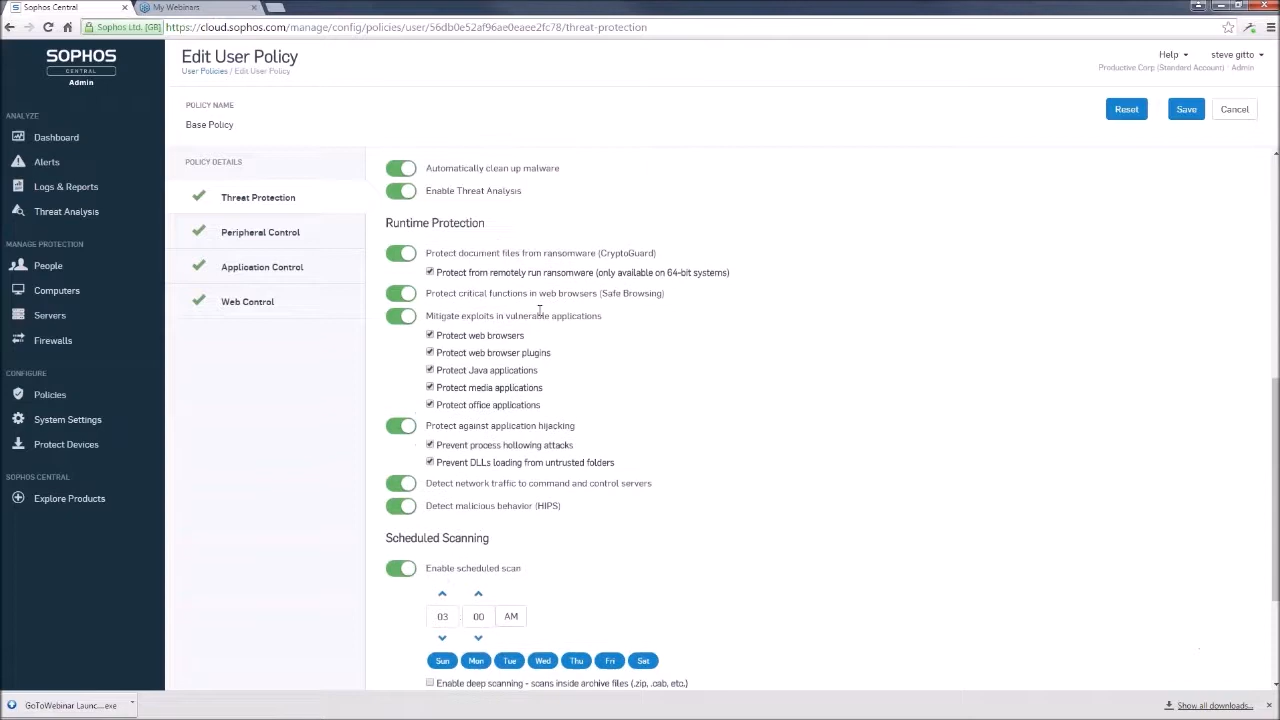 Sophos Central
My Webinars
Sophos Ltd. [GB]
https://cloud.sophos.com/manage/config/policies/user/56db0e52af96ae0eaee2fc78/threat-protection
SOPHOS
CENTRAL
Admin
Edit User Policy
User Policies / Edit User Policy
Help
steve gitto
Productive Corp (Standard Account) · Admin
POLICY NAME
Base Policy
Reset
Save
Cancel
ANALYZE
Dashboard
Alerts
Logs & Reports
Threat Analysis
MANAGE PROTECTION
People
Computers
Servers
Firewalls
CONFIGURE
Policies
System Settings
Protect Devices
SOPHOS CENTRAL
Explore Products
POLICY DETAILS
Threat Protection
Peripheral Control
Application Control
Web Control
Automatically clean up malware
Enable Threat Analysis
Runtime Protection
Protect document files from ransomware (CryptoGuard)
Protect from remotely run ransomware (only available on 64-bit systems)
Protect critical functions in web browsers (Safe Browsing)
Mitigate exploits in vulnerable applications
Protect web browsers
Protect web browser plugins
Protect Java applications
Protect media applications
Protect office applications
Protect against application hijacking
Prevent process hollowing attacks
Prevent DLLs loading from untrusted folders
Detect network traffic to command and control servers
Detect malicious behavior (HIPS)
Scheduled Scanning
Enable scheduled scan
03 : 00 AM
Sun Mon Tue Wed Thu Fri Sat
Enable deep scanning - scans inside archive files (.zip, .cab, etc.)
GoToWebinar Launc....exe
Show all downloads...